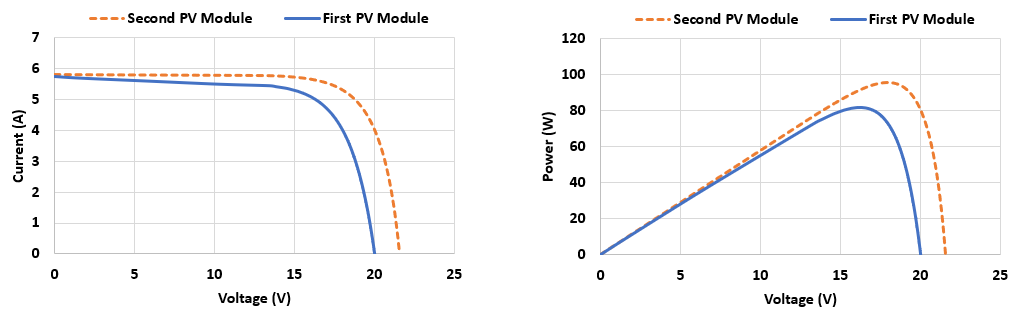 Second PV Module First PV Module
7
6
5
4
3
2
1
0
Current (A)
0 5 10 15 20 25
Voltage (V)
Second PV Module First PV Module
120
100
80
60
40
20
0
Power (W)
0 5 10 15 20 25
Voltage (V)